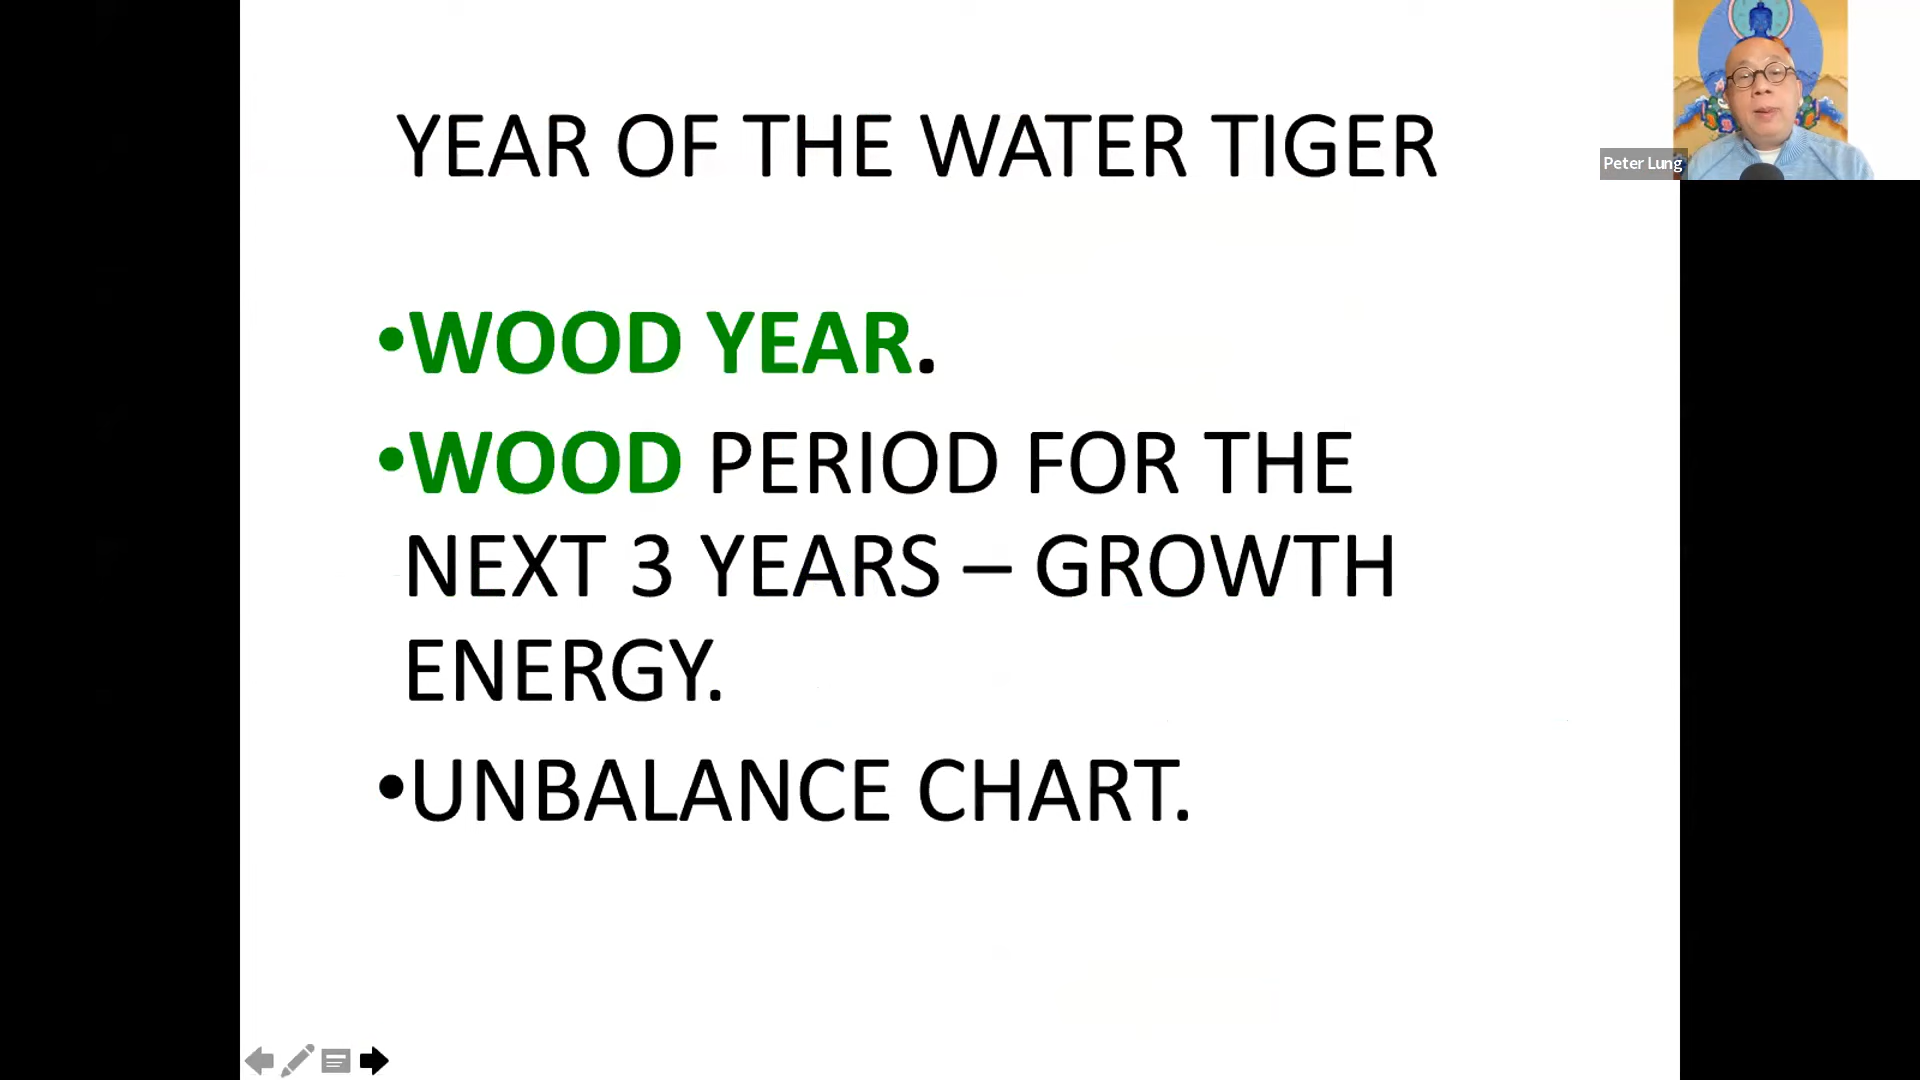 YEAR OF THE WATER TIGER
Peter Lung
•WOOD YEAR.
•WOOD PERIOD FOR THE
NEXT 3 YEARS – GROWTH
ENERGY.
•UNBALANCE CHART.